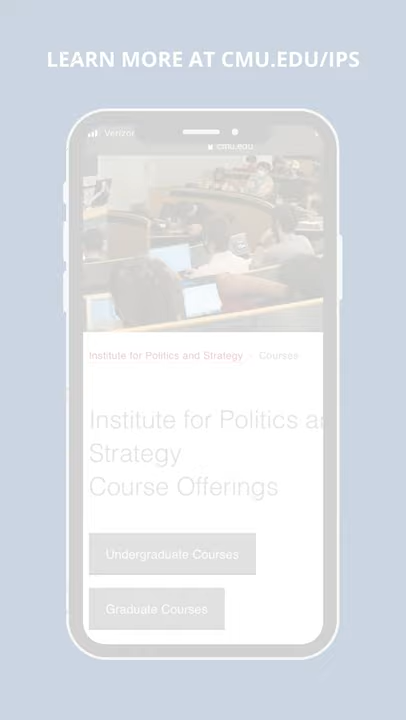 LEARN MORE AT CMU.EDU/IPS
Verizon
cmu.edu
Institute for Politics and Strategy › Courses
Institute for Politics an
Strategy
Course Offerings
Undergraduate Courses
Graduate Courses